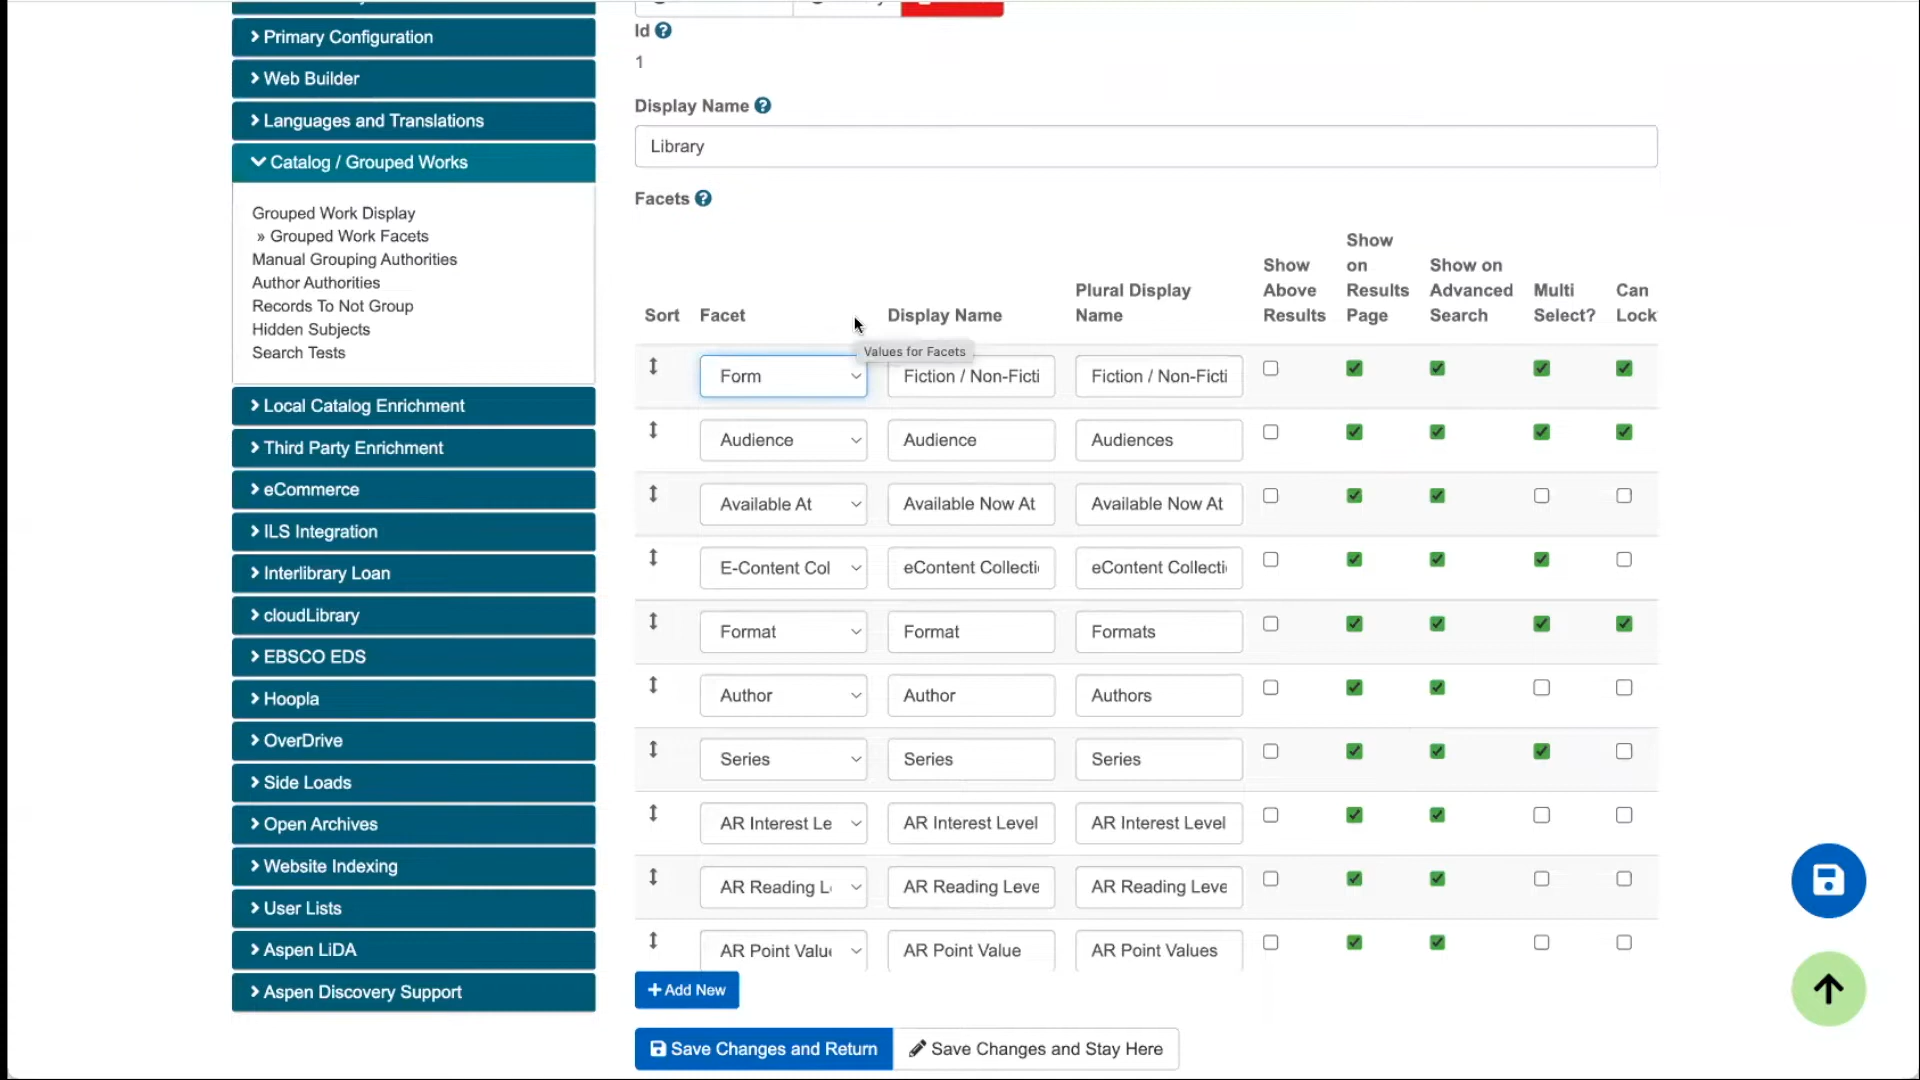 Primary Configuration
Web Builder
Languages and Translations
Catalog / Grouped Works
Grouped Work Display
» Grouped Work Facets
Manual Grouping Authorities
Author Authorities
Records To Not Group
Hidden Subjects
Search Tests
Local Catalog Enrichment
Third Party Enrichment
eCommerce
ILS Integration
Interlibrary Loan
cloudLibrary
EBSCO EDS
Hoopla
OverDrive
Side Loads
Open Archives
Website Indexing
User Lists
Aspen LiDA
Aspen Discovery Support
Id
1
Display Name
Library
Facets
Sort Facet Display Name Plural Display Name Show Above Results Show on Results Page Show on Advanced Search Multi Select? Can Lock
Values for Facets
Form Fiction / Non-Ficti Fiction / Non-Ficti
Audience Audience Audiences
Available At Available Now At Available Now At
E-Content Col eContent Collecti eContent Collecti
Format Format Formats
Author Author Authors
Series Series Series
AR Interest Le AR Interest Level AR Interest Level
AR Reading L AR Reading Leve AR Reading Leve
AR Point Valu AR Point Value AR Point Values
+ Add New
Save Changes and Return
Save Changes and Stay Here